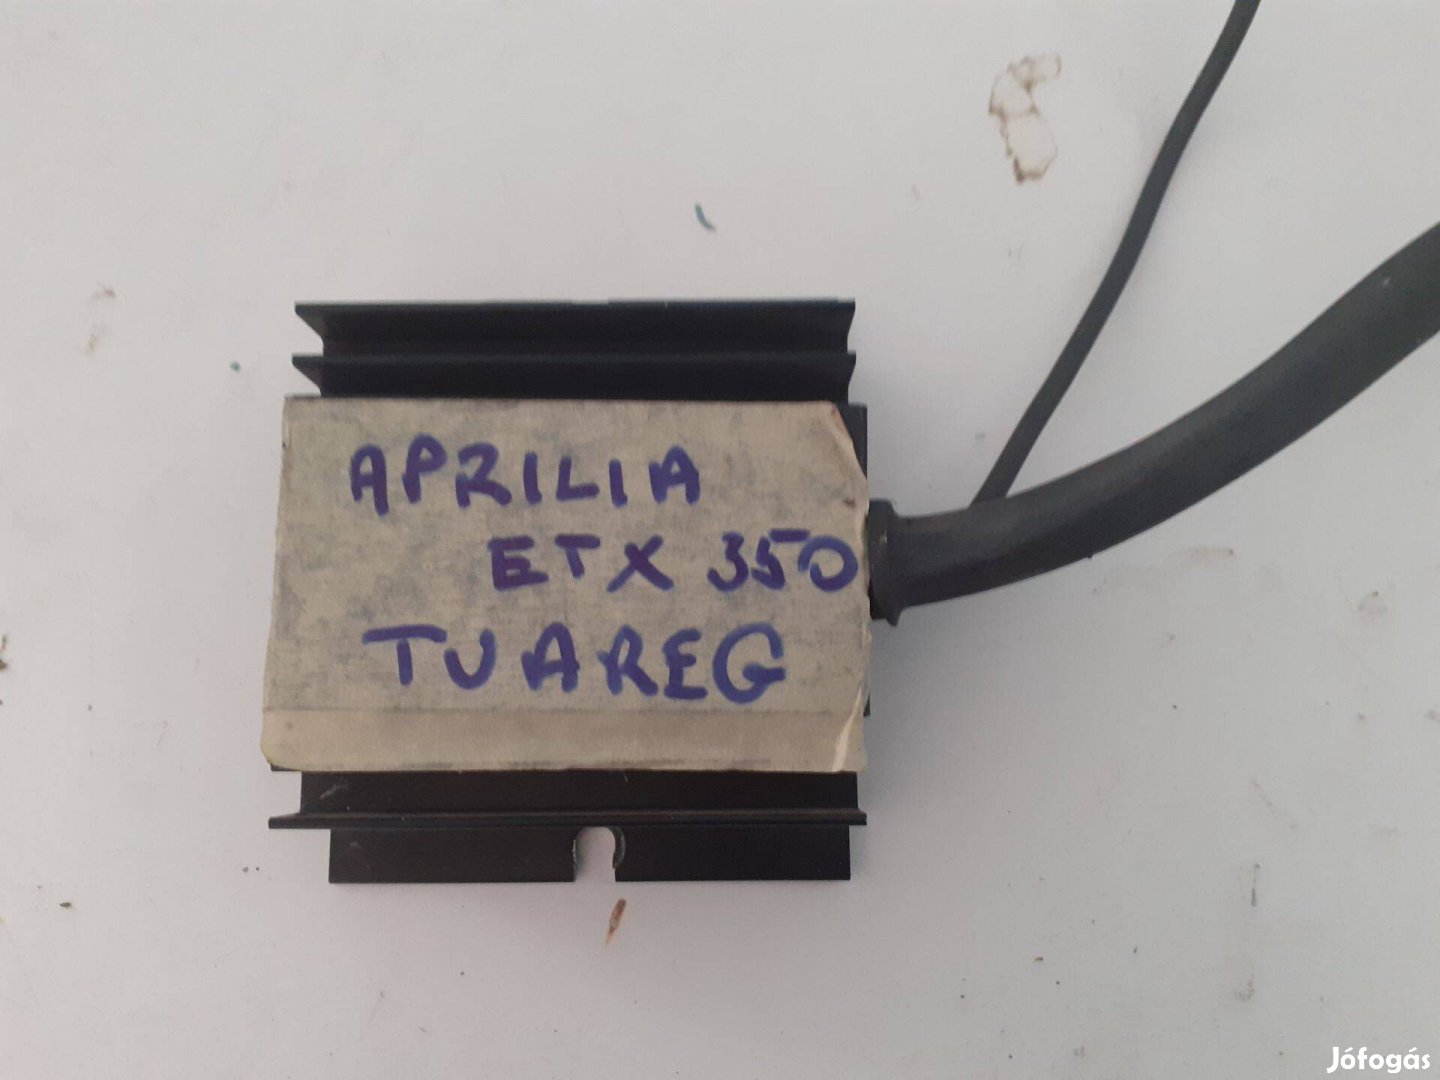 APRILIA
ETX 350
TUAREG
Jófogás